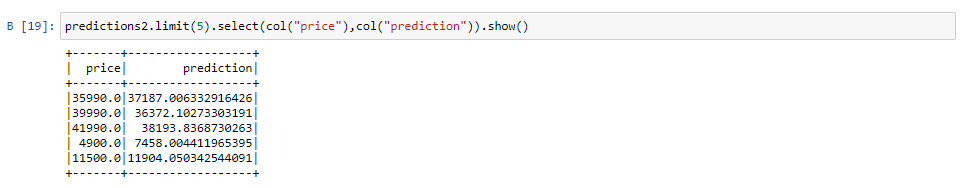 В [19]: predictions2.limit(5).select(col("price"),col("prediction")).show()
+-------+------------------+
|  price|        prediction|
+-------+------------------+
|35990.0|37187.006332916426|
|39990.0| 36372.10273303191|
|41990.0|  38193.8368730263|
| 4900.0| 7458.004411965395|
|11500.0|11904.050342544091|
+-------+------------------+